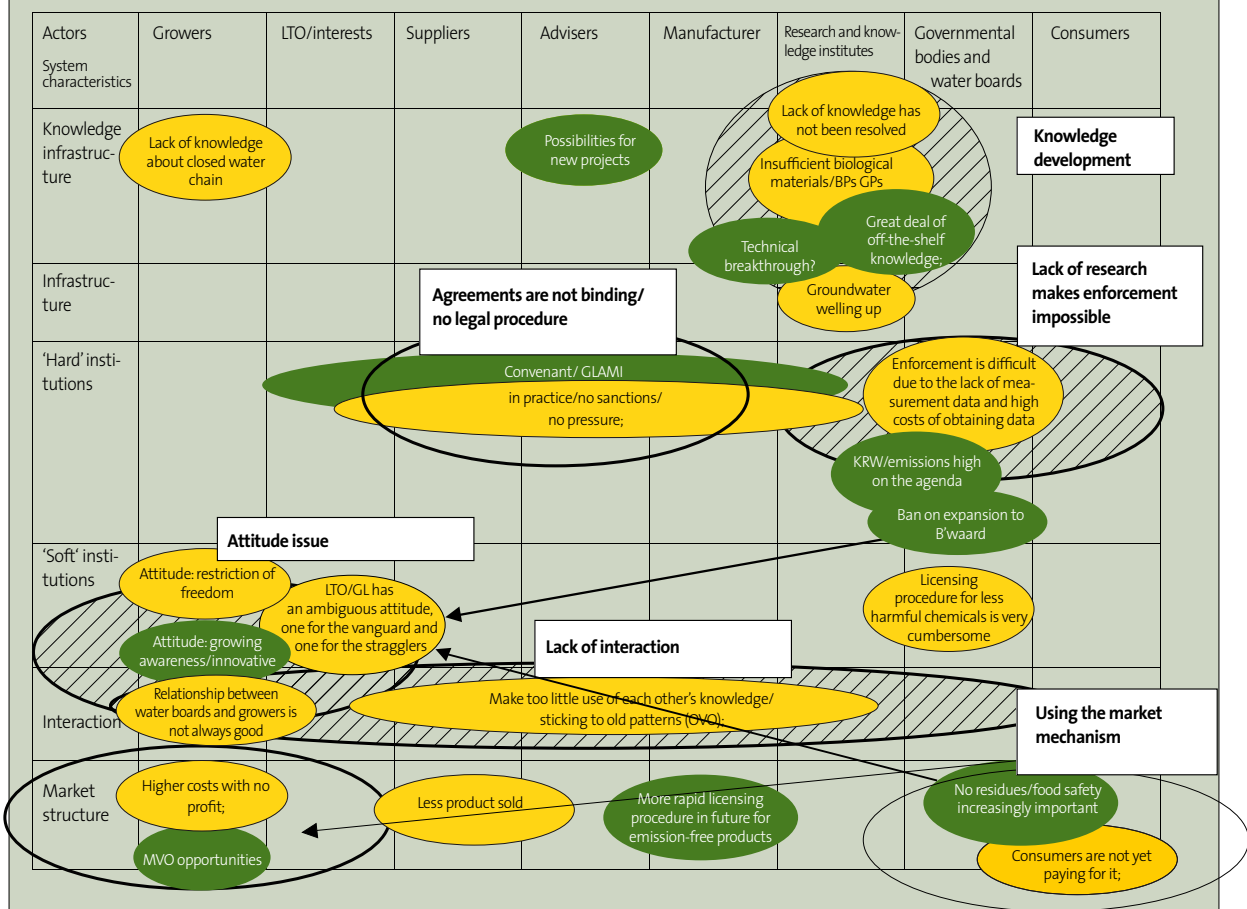 Actors
System
characteristics
Growers
LTO/interests
Suppliers
Advisers
Manufacturer
Research and know-
ledge institutes
Governmental
bodies and
water boards
Consumers
Knowledge
infrastruc-
ture
Lack of knowledge
about closed water
chain
Possibilities for
new projects
Lack of knowledge has
not been resolved
Insufficient biological
materials/BPs GPs
Technical
breakthrough?
Great deal of
off-the-shelf
knowledge;
Knowledge
development
Infrastruc-
ture
Agreements are not binding/
no legal procedure
Groundwater
welling up
Lack of research
makes enforcement
impossible
‘Hard’ insti-
tutions
Convenant/ GLAMI
in practice/no sanctions/
no pressure;
Enforcement is difficult
due to the lack of mea-
surement data and high
costs of obtaining data
KRW/emissions high
on the agenda
Ban on expansion to
B’waard
Attitude issue
‘Soft‘ insti-
tutions
Attitude: restriction of
freedom
LTO/GL has
an ambiguous attitude,
one for the vanguard and
one for the stragglers
Attitude: growing
awareness/innovative
Licensing
procedure for less
harmful chemicals is very
cumbersome
Lack of interaction
Interaction
Relationship between
water boards and growers is
not always good
Make too little use of each other’s knowledge/
sticking to old patterns (OVO);
Using the market
mechanism
Market
structure
Higher costs with no
profit;
MVO opportunities
Less product sold
More rapid licensing
procedure in future for
emission-free products
No residues/food safety
increasingly important
Consumers are not yet
paying for it;